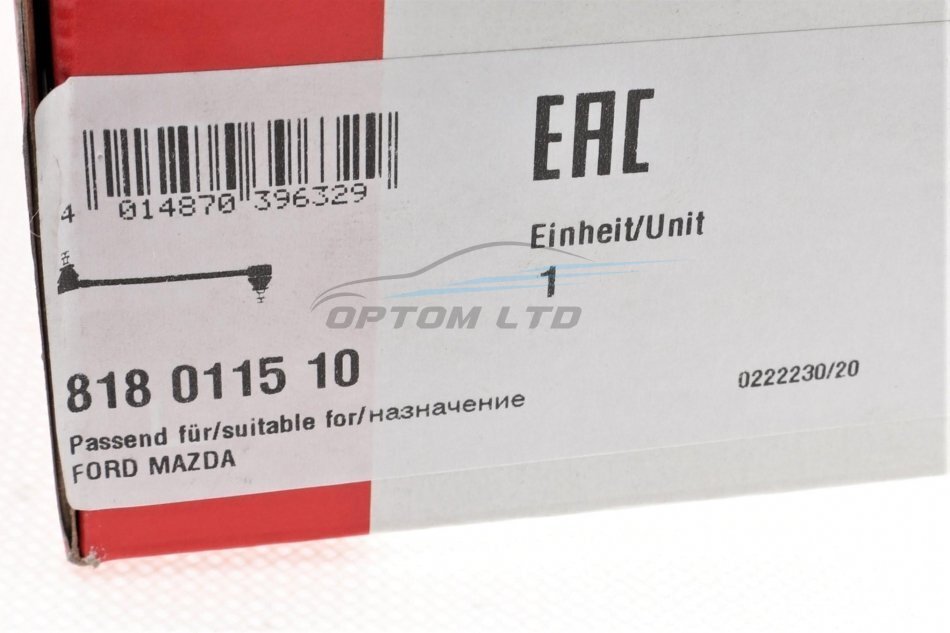 EAC
4 014870 396329
Einheit/Unit
1
OPTOM LTD
818 0115 10
0222230/20
Passend für/suitable for/назначение
FORD MAZDA